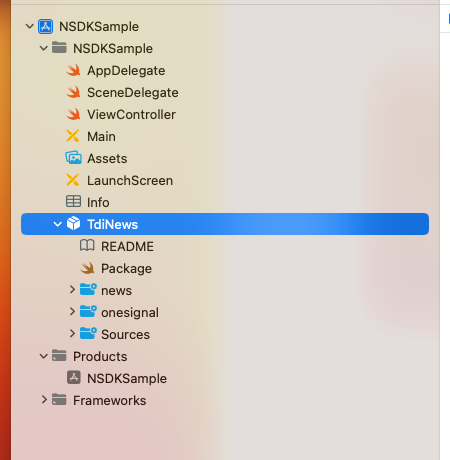 NSDKSample
NSDKSample
AppDelegate
SceneDelegate
ViewController
Main
Assets
LaunchScreen
Info
TdiNews
README
Package
news
onesignal
Sources
Products
NSDKSample
Frameworks